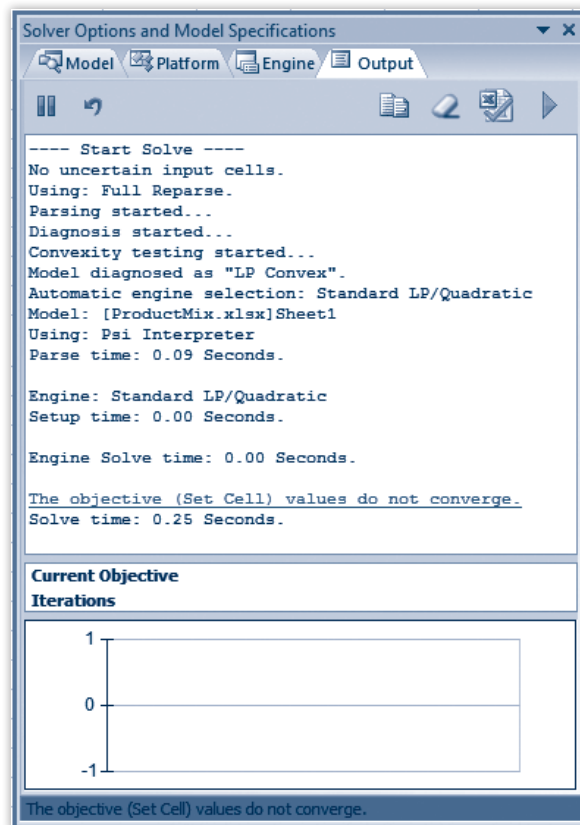 Solver Options and Model Specifications
Model Platform Engine Output
---- Start Solve ----
No uncertain input cells.
Using: Full Reparse.
Parsing started...
Diagnosis started...
Convexity testing started...
Model diagnosed as "LP Convex".
Automatic engine selection: Standard LP/Quadratic
Model: [ProductMix.xlsx]Sheet1
Using: Psi Interpreter
Parse time: 0.09 Seconds.
Engine: Standard LP/Quadratic
Setup time: 0.00 Seconds.
Engine Solve time: 0.00 Seconds.
The objective (Set Cell) values do not converge.
Solve time: 0.25 Seconds.
Current Objective
Iterations
1
0
-1
The objective (Set Cell) values do not converge.